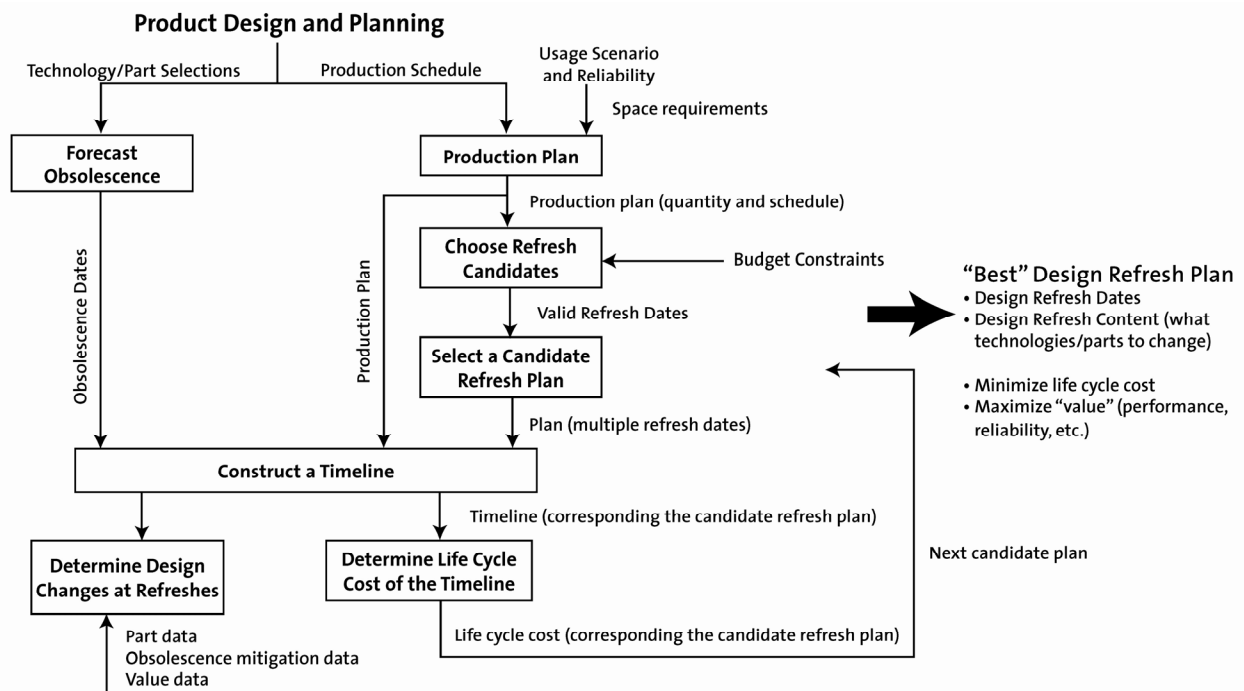 Product Design and Planning
Technology/Part Selections
Production Schedule
Usage Scenario
and Reliability
Space requirements
Forecast
Obsolescence
Production Plan
Production plan (quantity and schedule)
Choose Refresh
Candidates
Budget Constraints
Obsolescence Dates
Production Plan
Valid Refresh Dates
Select a Candidate
Refresh Plan
Plan (multiple refresh dates)
Construct a Timeline
Timeline (corresponding the candidate refresh plan)
Determine Design
Changes at Refreshes
Determine Life Cycle
Cost of the Timeline
Next candidate plan
Life cycle cost (corresponding the candidate refresh plan)
Part data
Obsolescence mitigation data
Value data
“Best” Design Refresh Plan
• Design Refresh Dates
• Design Refresh Content (what
technologies/parts to change)
• Minimize life cycle cost
• Maximize “value” (performance,
reliability, etc.)